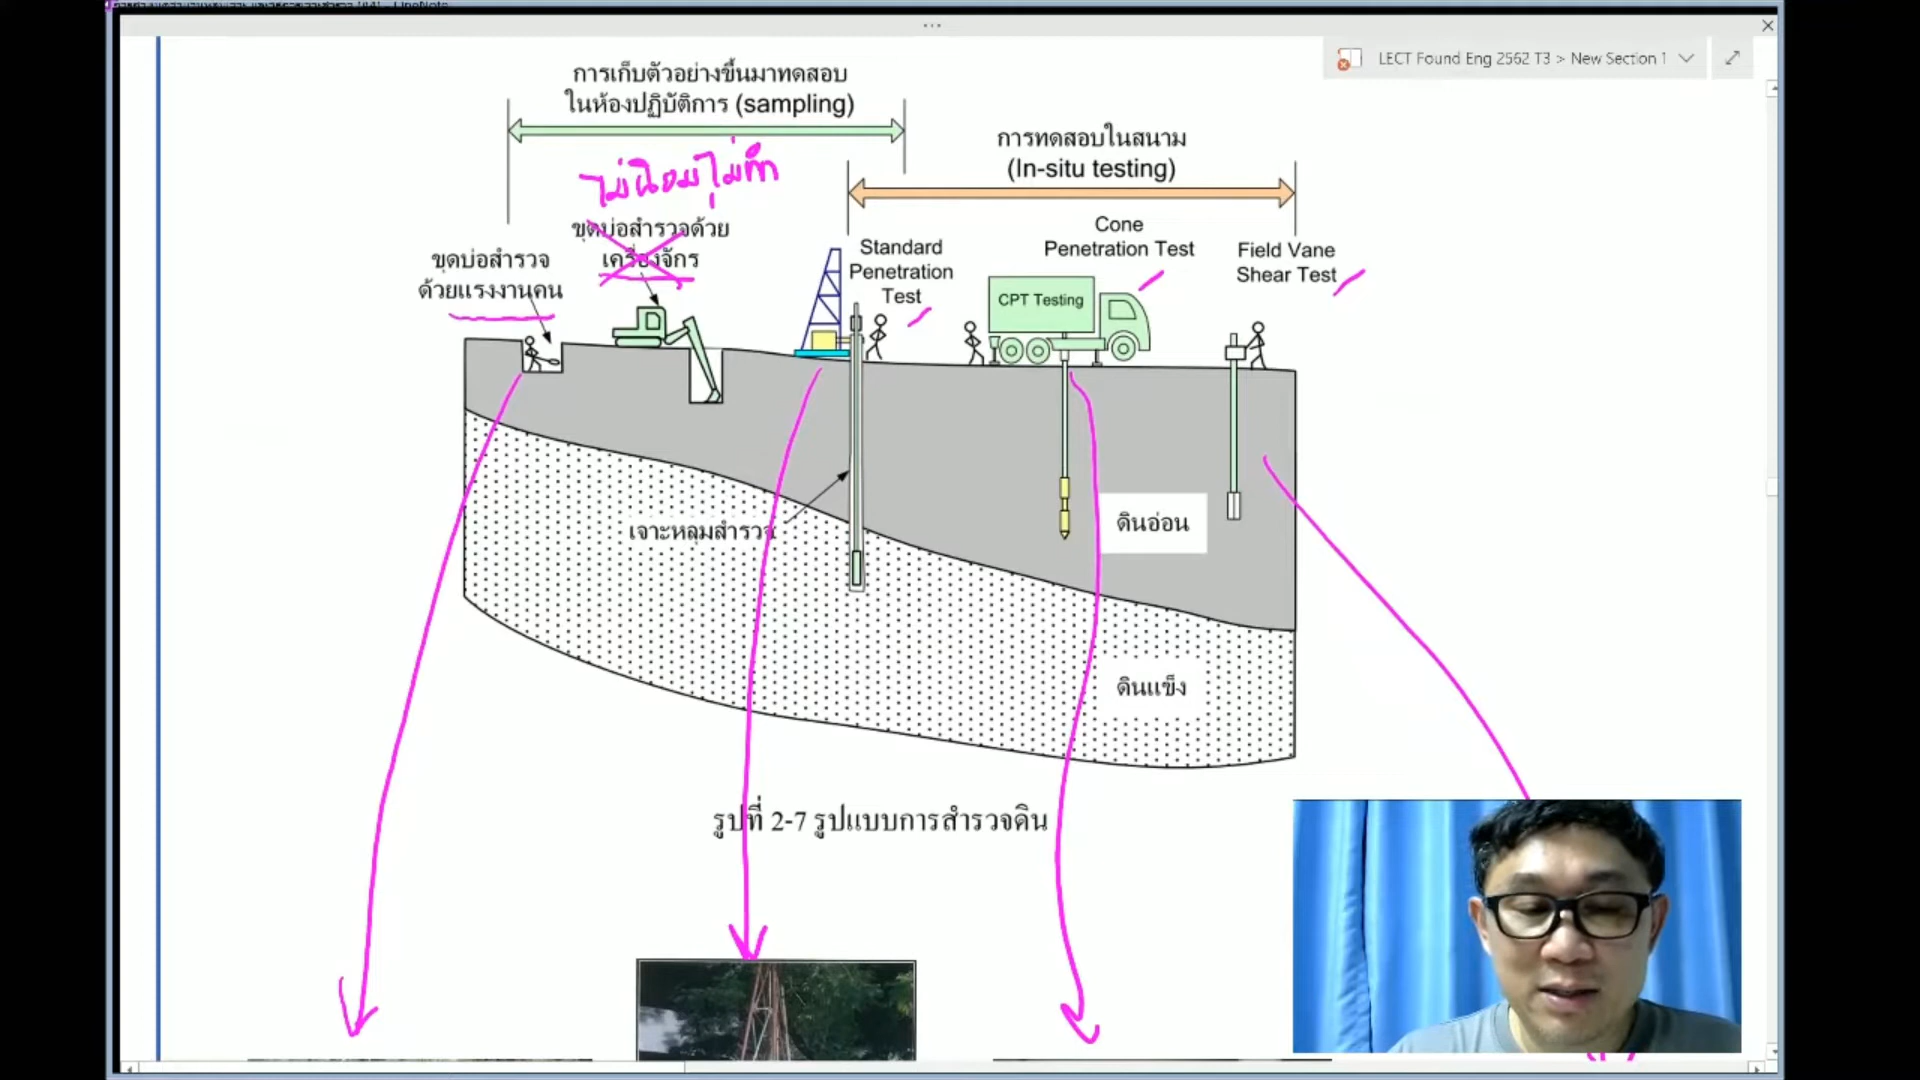 LECT Found Eng 2562 T3 > New Section 1
การเก็บตัวอย่างขึ้นมาทดสอบ
ในห้องปฏิบัติการ (sampling)
การทดสอบในสนาม
(In-situ testing)
ไม่นิยม
ขุดบ่อสำรวจด้วย
เครื่องจักร
ขุดบ่อสำรวจ
ด้วยแรงงานคน
Standard
Penetration
Test
Cone
Penetration Test
Field Vane
Shear Test
CPT Testing
เจาะหลุมสำรวจ
ดินอ่อน
ดินแข็ง
รูปที่ 2-7 รูปแบบการสำรวจดิน